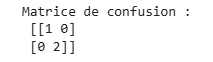 Matrice de confusion :
[[1 0]
[0 2]]